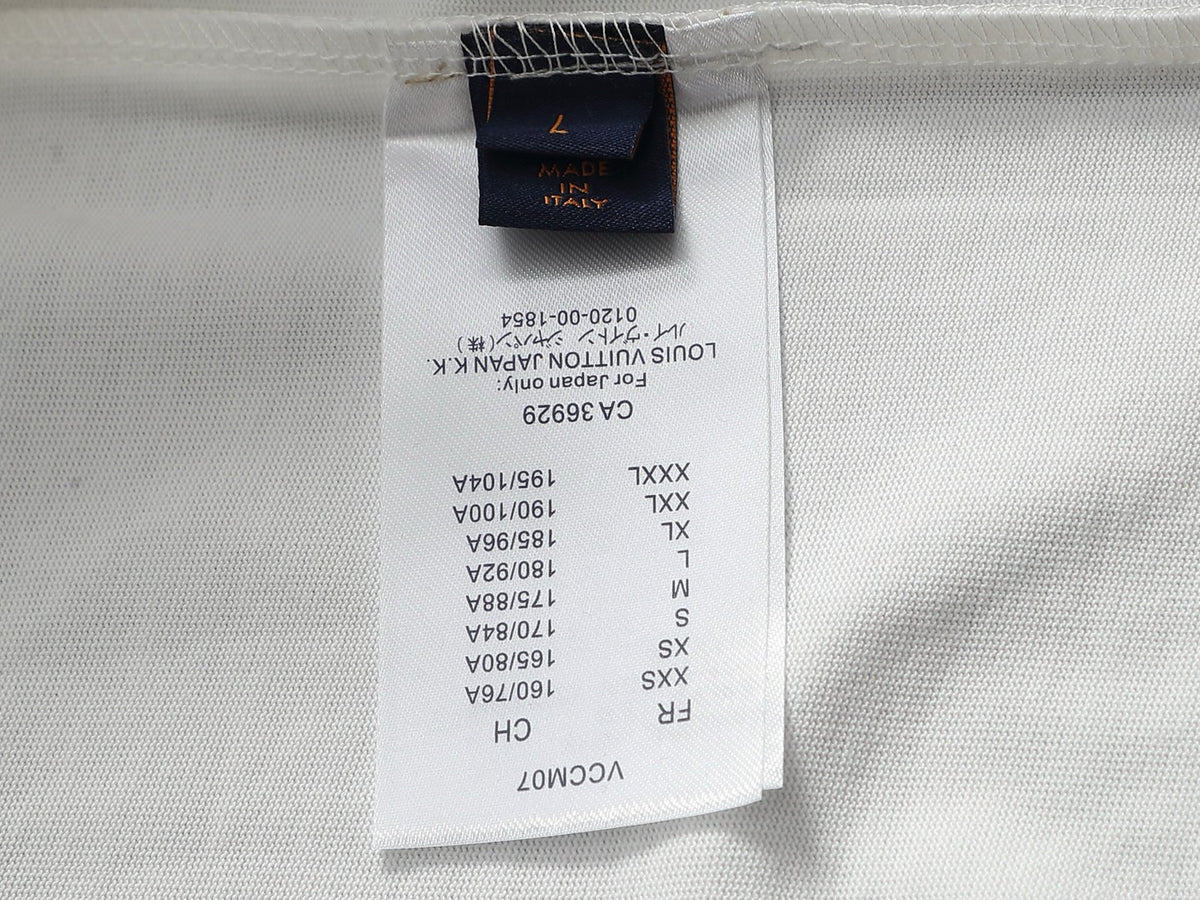 L
MADE
IN
ITALY
VCCM07
FR CH
XXS 160/76A
XS 165/80A
S 170/84A
M 175/88A
L 180/92A
XL 185/96A
XXL 190/100A
XXXL 195/104A
CA 36929
For Japan only:
LOUIS VUITTON JAPAN K.K.
ルイ・ヴィトン ジャパン(株)
0120-00-1854